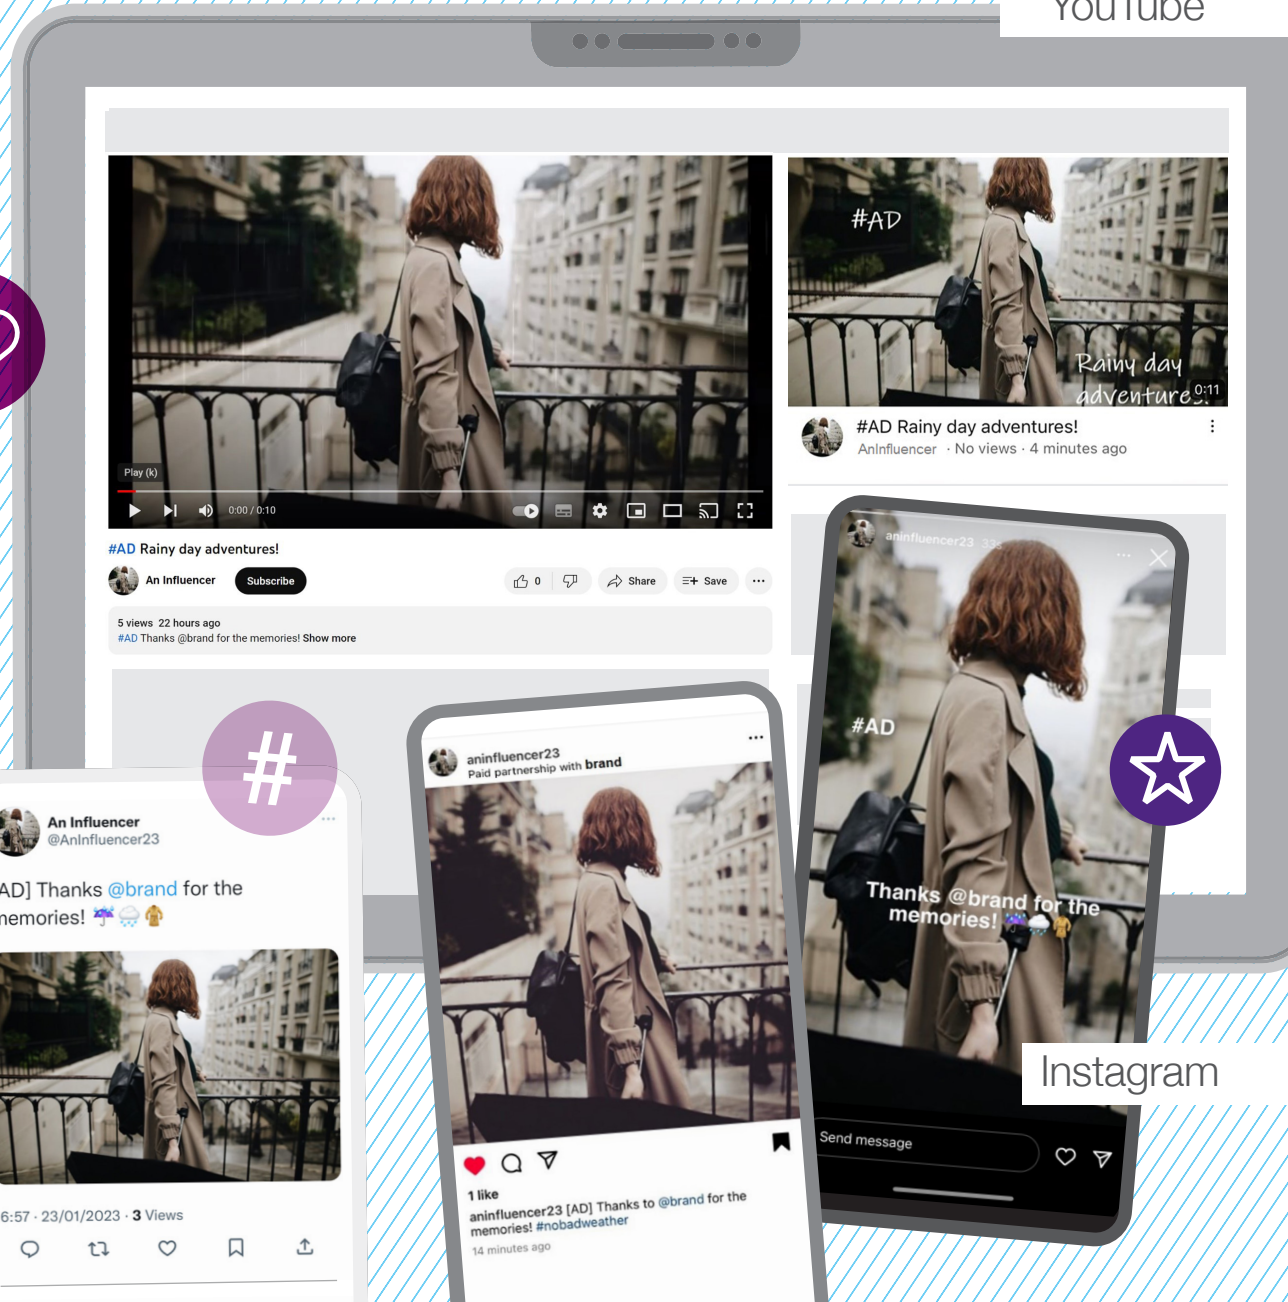 YouTube
#AD
Rainy day
adventures!
0:11
Play (k)
0:00 / 0:10
#AD Rainy day adventures!
AnInfluencer · No views · 4 minutes ago
#AD Rainy day adventures!
An Influencer
Subscribe
0
Share
Save
5 views 22 hours ago
#AD Thanks @brand for the memories! Show more
aninfluencer23 33s
#AD
Thanks @brand for the
memories! ☔🌧️🧥
Send message
Instagram
#
An Influencer
@AnInfluencer23
AD] Thanks @brand for the
memories! ☔🌧️🧥
6:57 · 23/01/2023 · 3 Views
aninfluencer23
Paid partnership with brand
1 like
aninfluencer23 [AD] Thanks to @brand for the
memories! #nobadweather
14 minutes ago